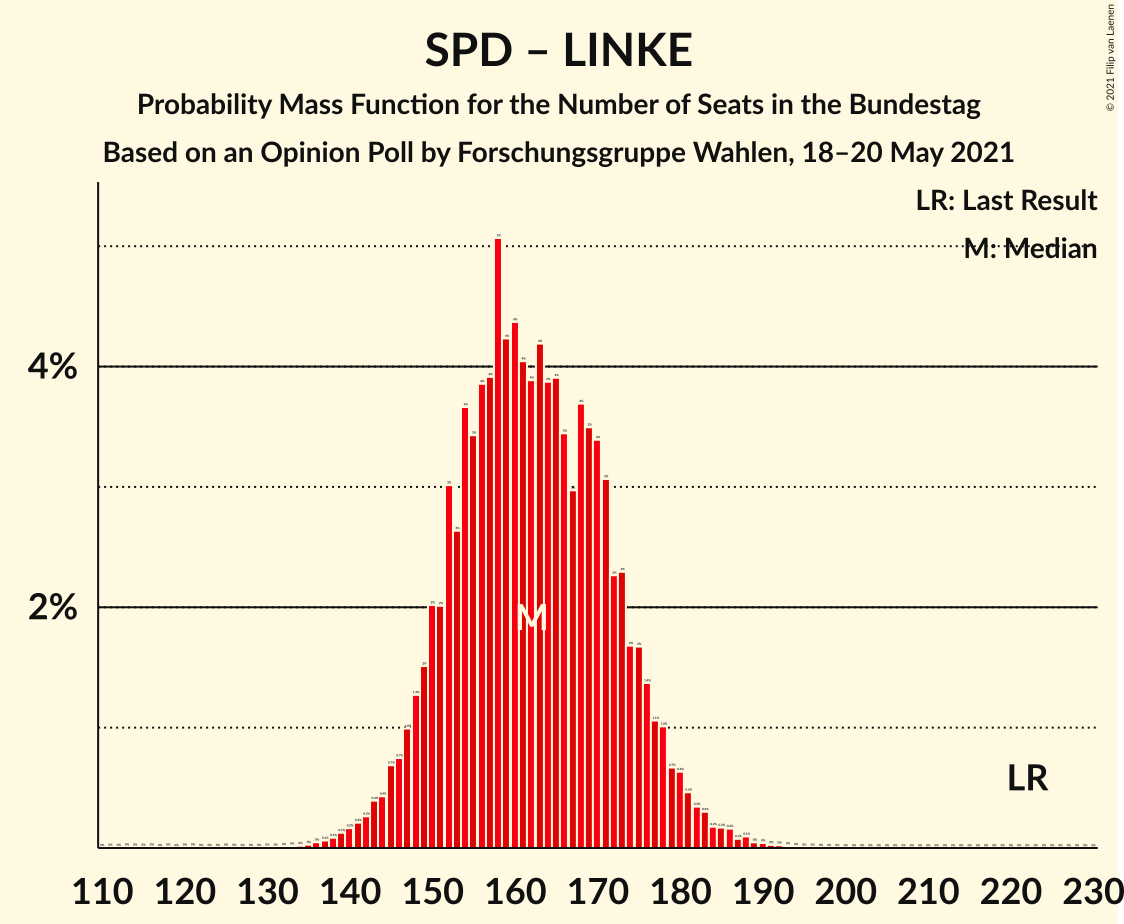 SPD – LINKE
Probability Mass Function for the Number of Seats in the Bundestag
Based on an Opinion Poll by Forschungsgruppe Wahlen, 18–20 May 2021
© 2021 Filip van Laenen
LR: Last Result
M: Median
4%
2%
M
LR
110 120 130 140 150 160 170 180 190 200 210 220 230